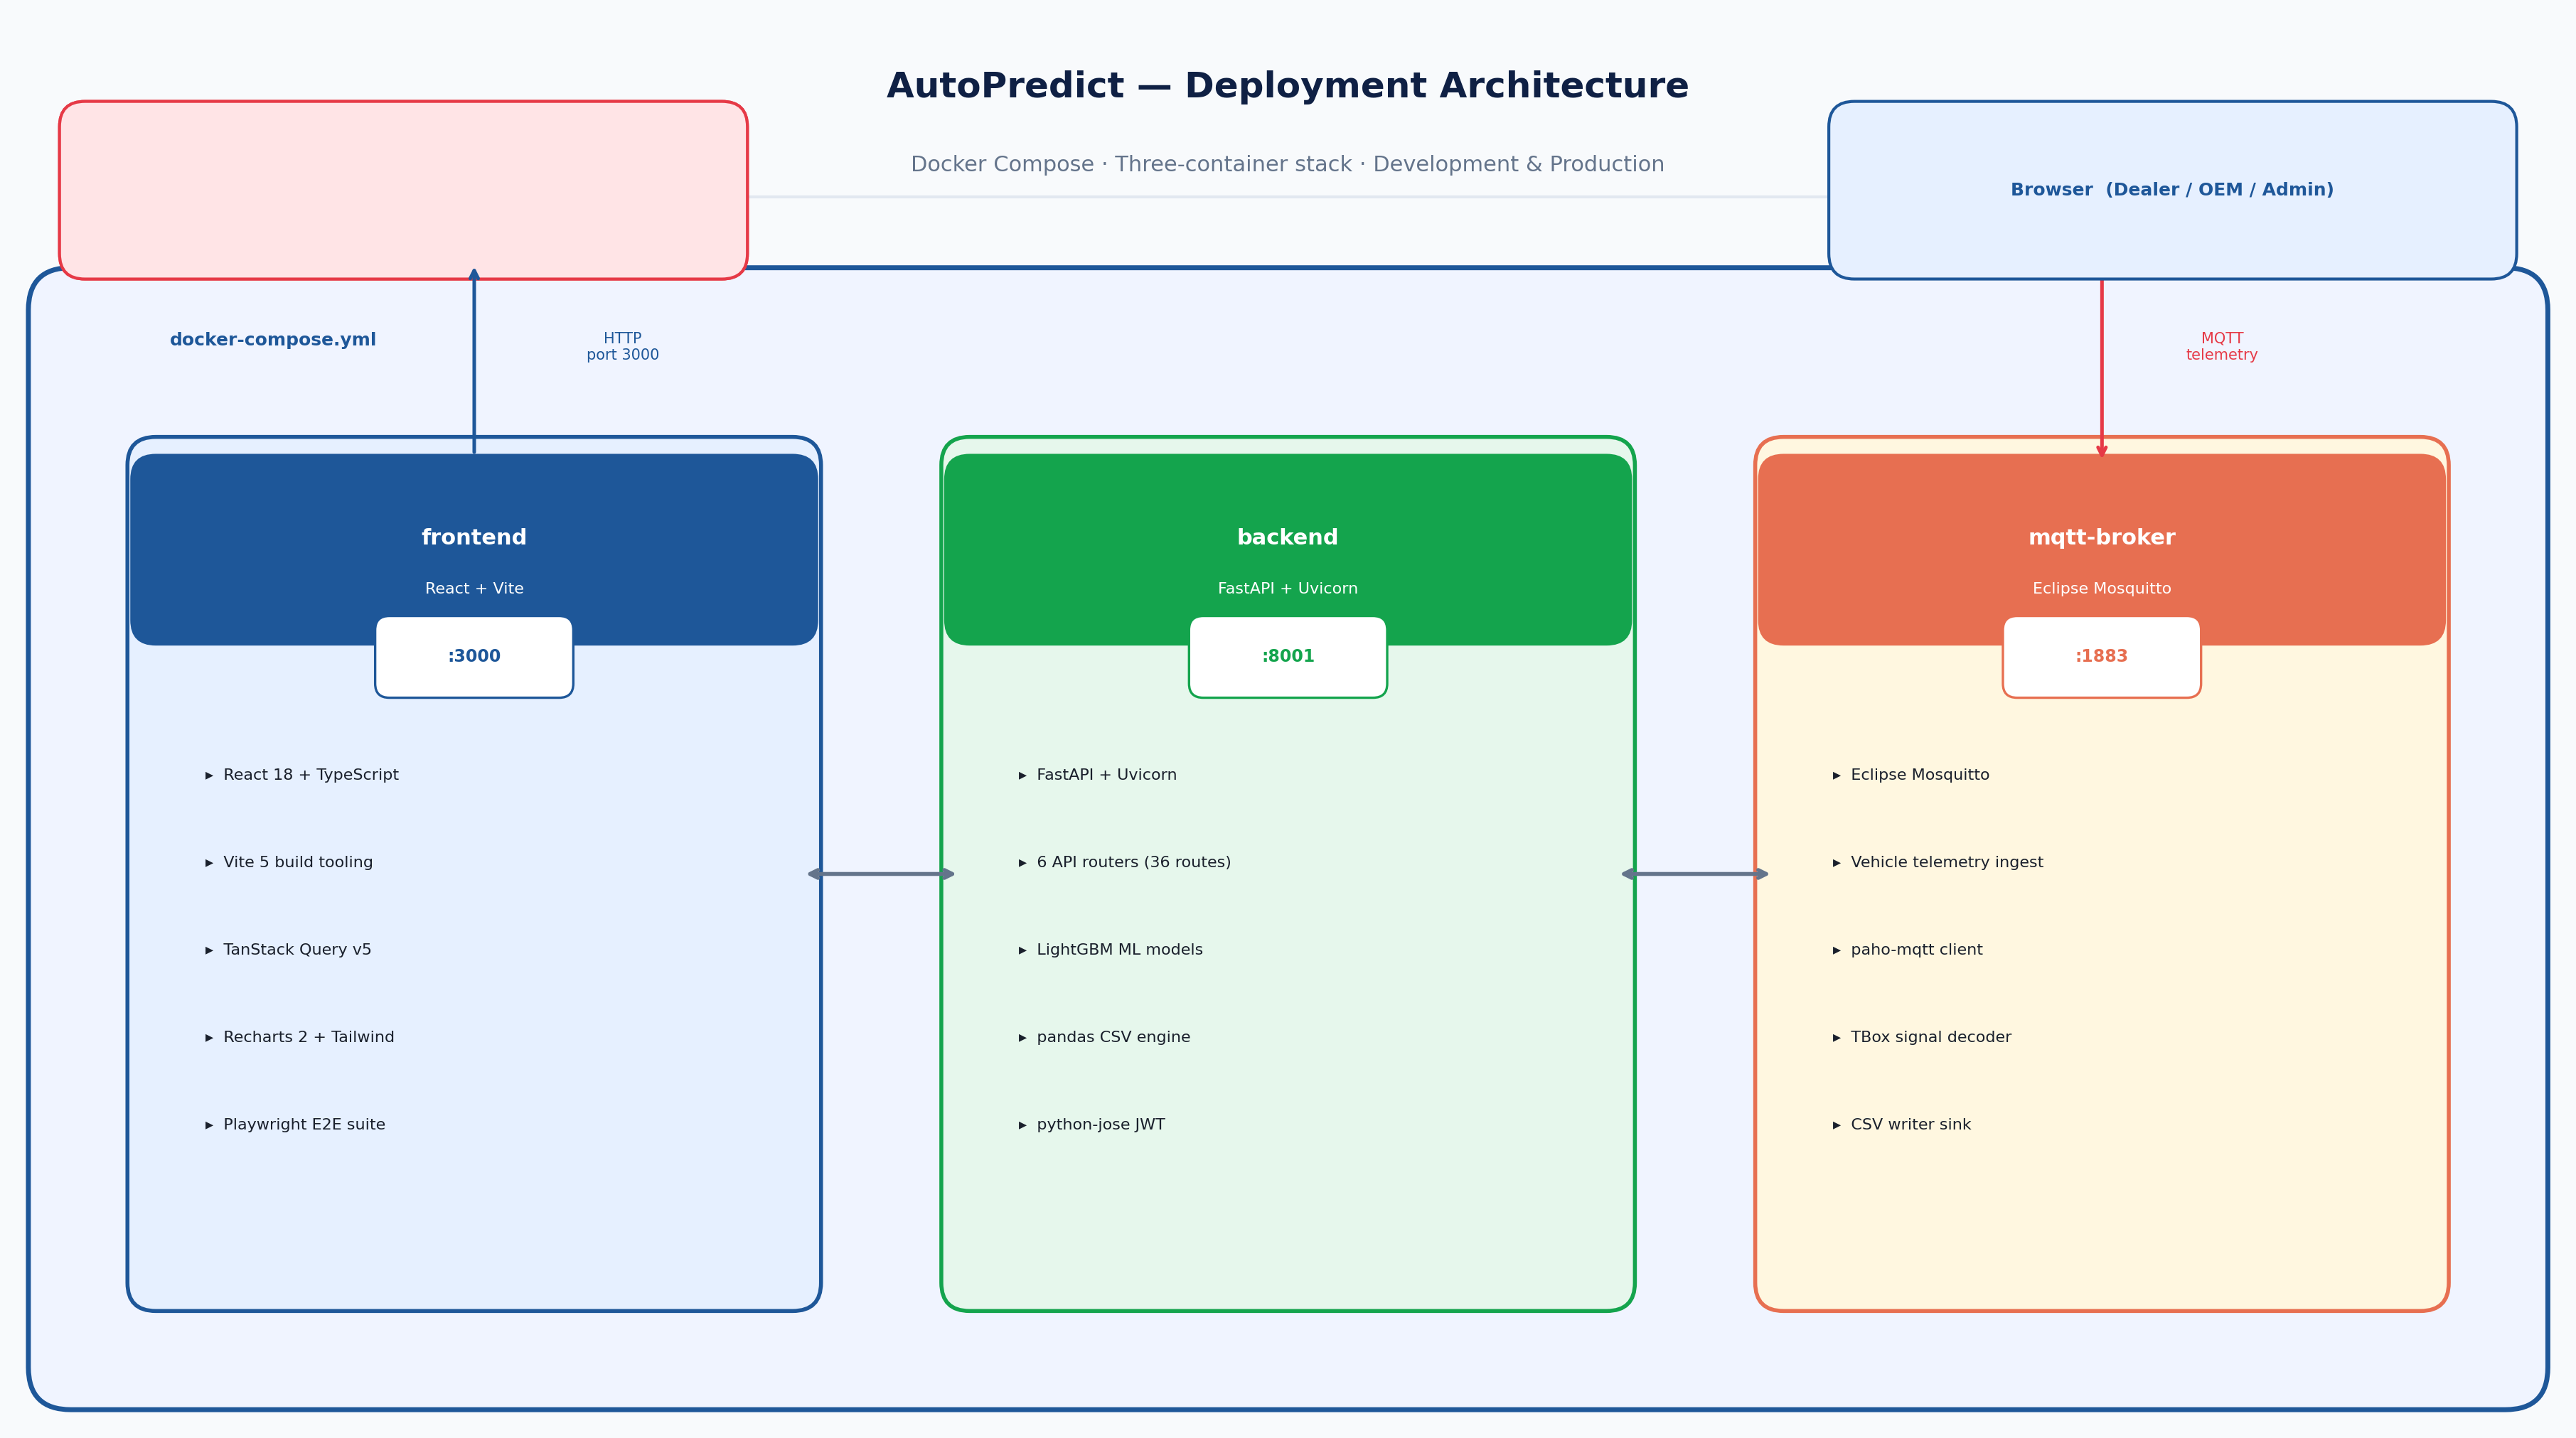 AutoPredict — Deployment Architecture
Docker Compose · Three-container stack · Development & Production
Browser  (Dealer / OEM / Admin)
docker-compose.yml
HTTP
port 3000
MQTT
telemetry
frontend
React + Vite
:3000
▸ React 18 + TypeScript
▸ Vite 5 build tooling
▸ TanStack Query v5
▸ Recharts 2 + Tailwind
▸ Playwright E2E suite
backend
FastAPI + Uvicorn
:8001
▸ FastAPI + Uvicorn
▸ 6 API routers (36 routes)
▸ LightGBM ML models
▸ pandas CSV engine
▸ python-jose JWT
mqtt-broker
Eclipse Mosquitto
:1883
▸ Eclipse Mosquitto
▸ Vehicle telemetry ingest
▸ paho-mqtt client
▸ TBox signal decoder
▸ CSV writer sink